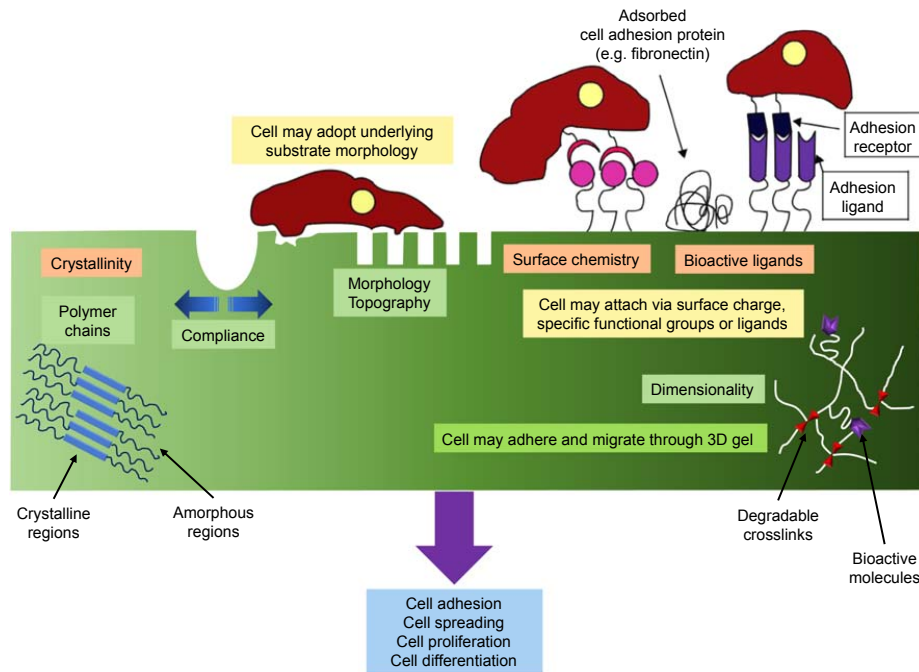 Adsorbed
cell adhesion protein
(e.g. fibronectin)
Cell may adopt underlying
substrate morphology
Adhesion
receptor
Adhesion
ligand
Crystallinity
Surface chemistry
Bioactive ligands
Morphology
Topography
Polymer
chains
Compliance
Cell may attach via surface charge,
specific functional groups or ligands
Dimensionality
Cell may adhere and migrate through 3D gel
Crystalline
regions
Amorphous
regions
Degradable
crosslinks
Bioactive
molecules
Cell adhesion
Cell spreading
Cell proliferation
Cell differentiation